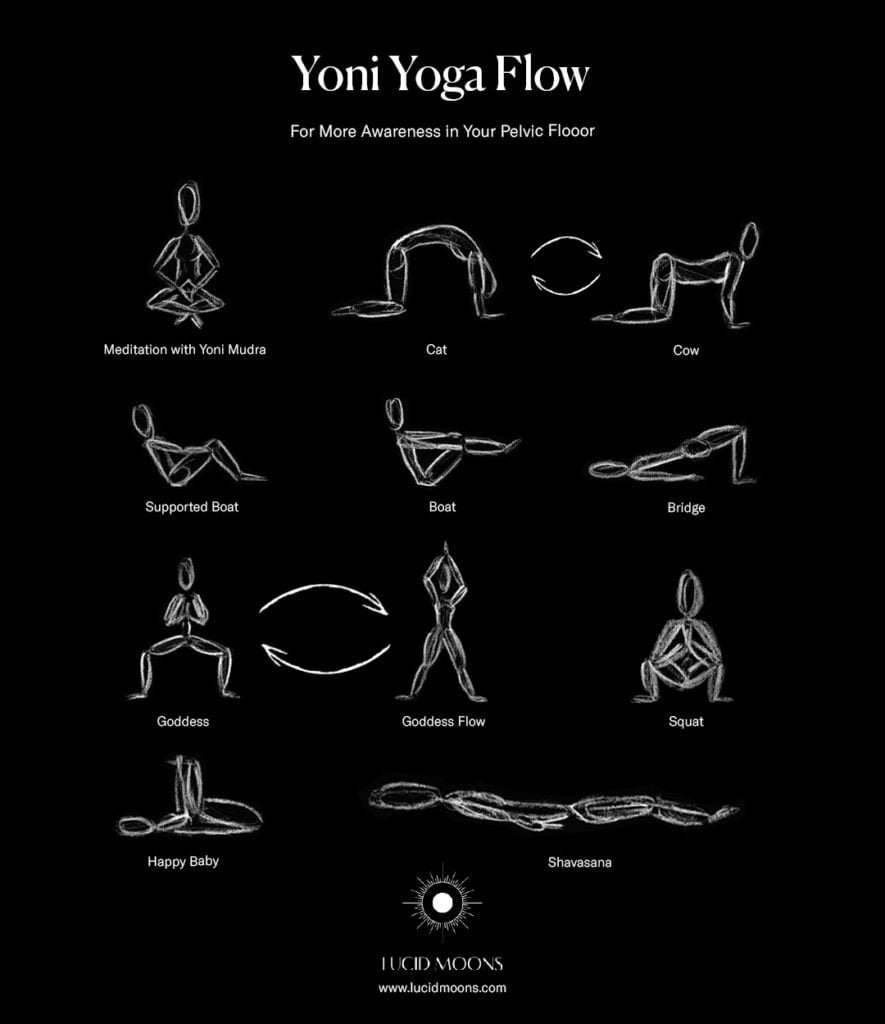 Yoni Yoga Flow
For More Awareness in Your Pelvic Flooor
Meditation with Yoni Mudra
Cat
Cow
Supported Boat
Boat
Bridge
Goddess
Goddess Flow
Squat
Happy Baby
Shavasana
LUCID MOONS
www.lucidmoons.com